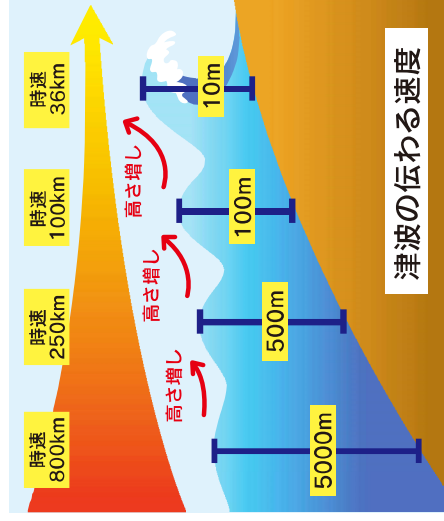 時速
800km
時速
250km
時速
100km
時速
36km
高さ増し
高さ増し
高さ増し
5000m
500m
100m
10m
津波の伝わる速度